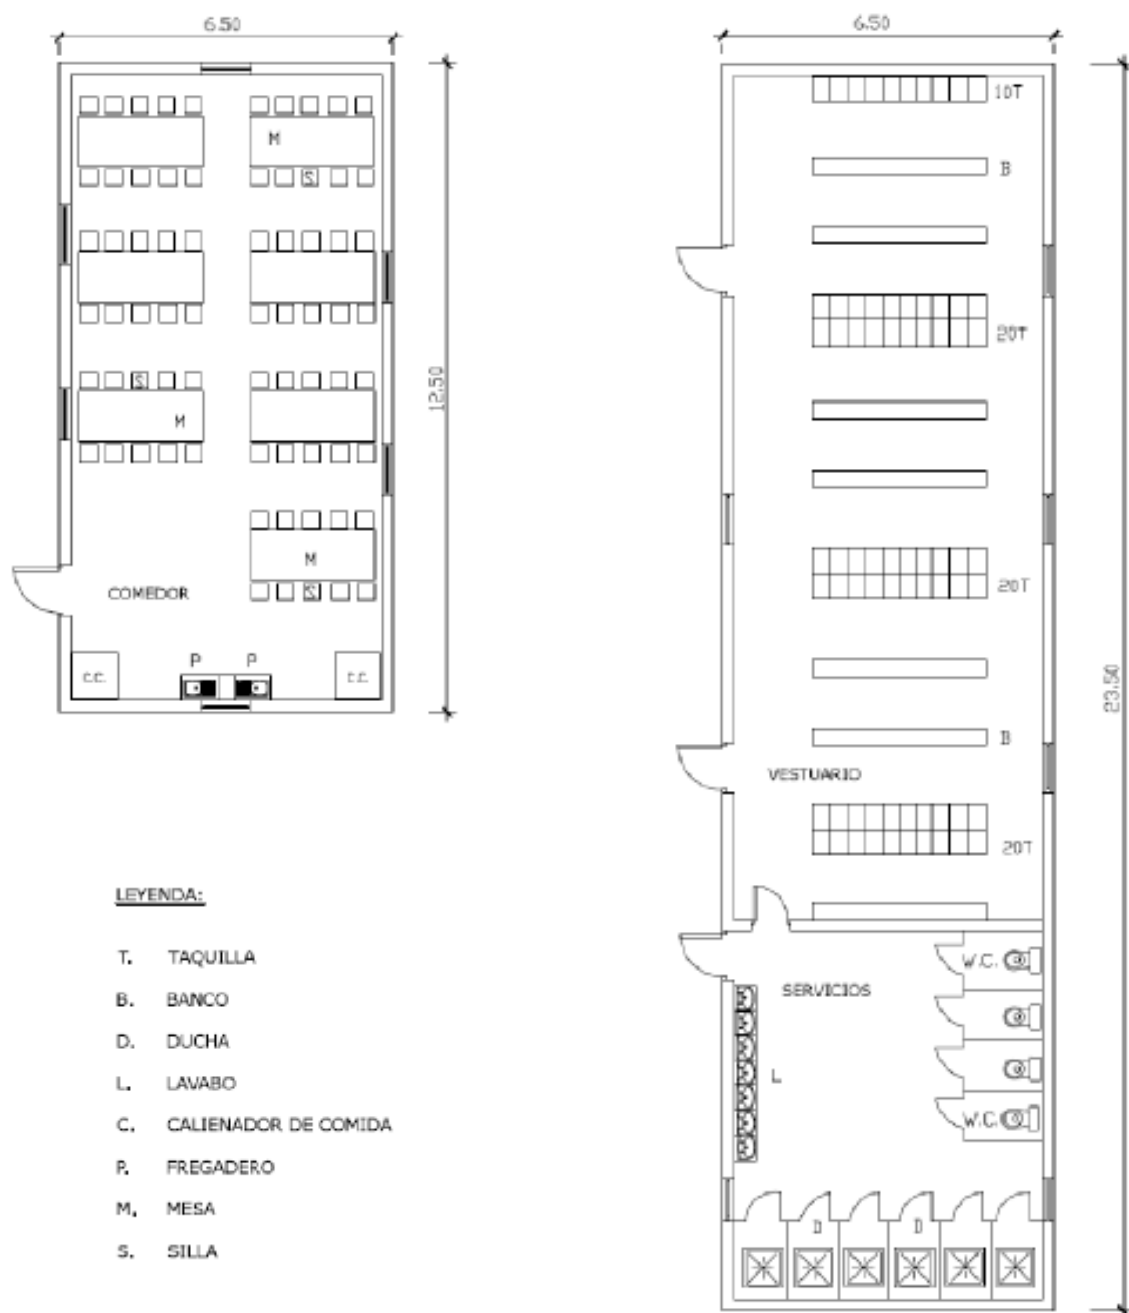 6.50
6.50
10T
M
B
S
20T
S
M
12.50
M
20T
COMEDOR
S
P P
C.C.
C.C.
23.50
B
VESTUARIO
20T
LEYENDA:
T. TAQUILLA
B. BANCO
D. DUCHA
L. LAVABO
C. CALIENADOR DE COMIDA
P. FREGADERO
M. MESA
S. SILLA
W.C.
SERVICIOS
L
W.C.
D D